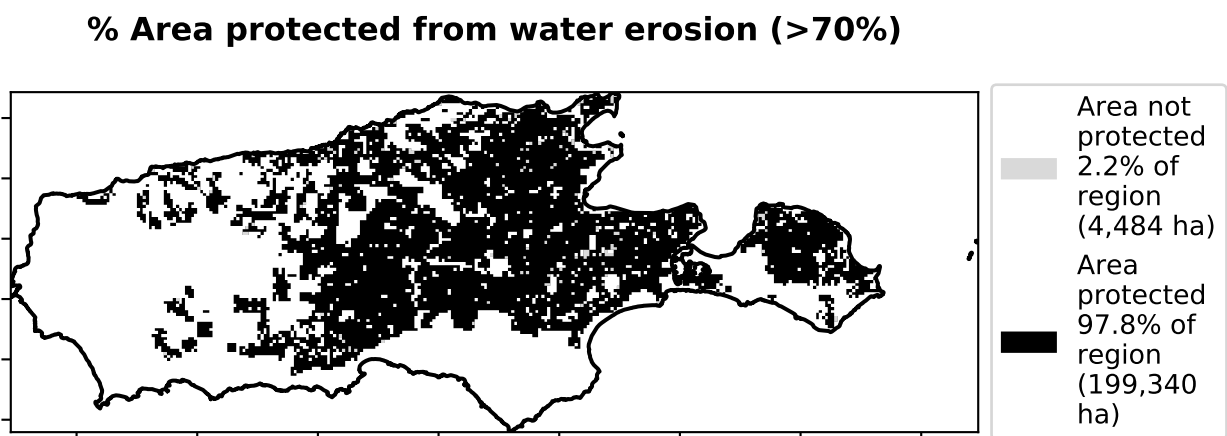 % Area protected from water erosion (>70%)
Area not
protected
2.2% of
region
(4,484 ha)
Area
protected
97.8% of
region
(199,340
ha)